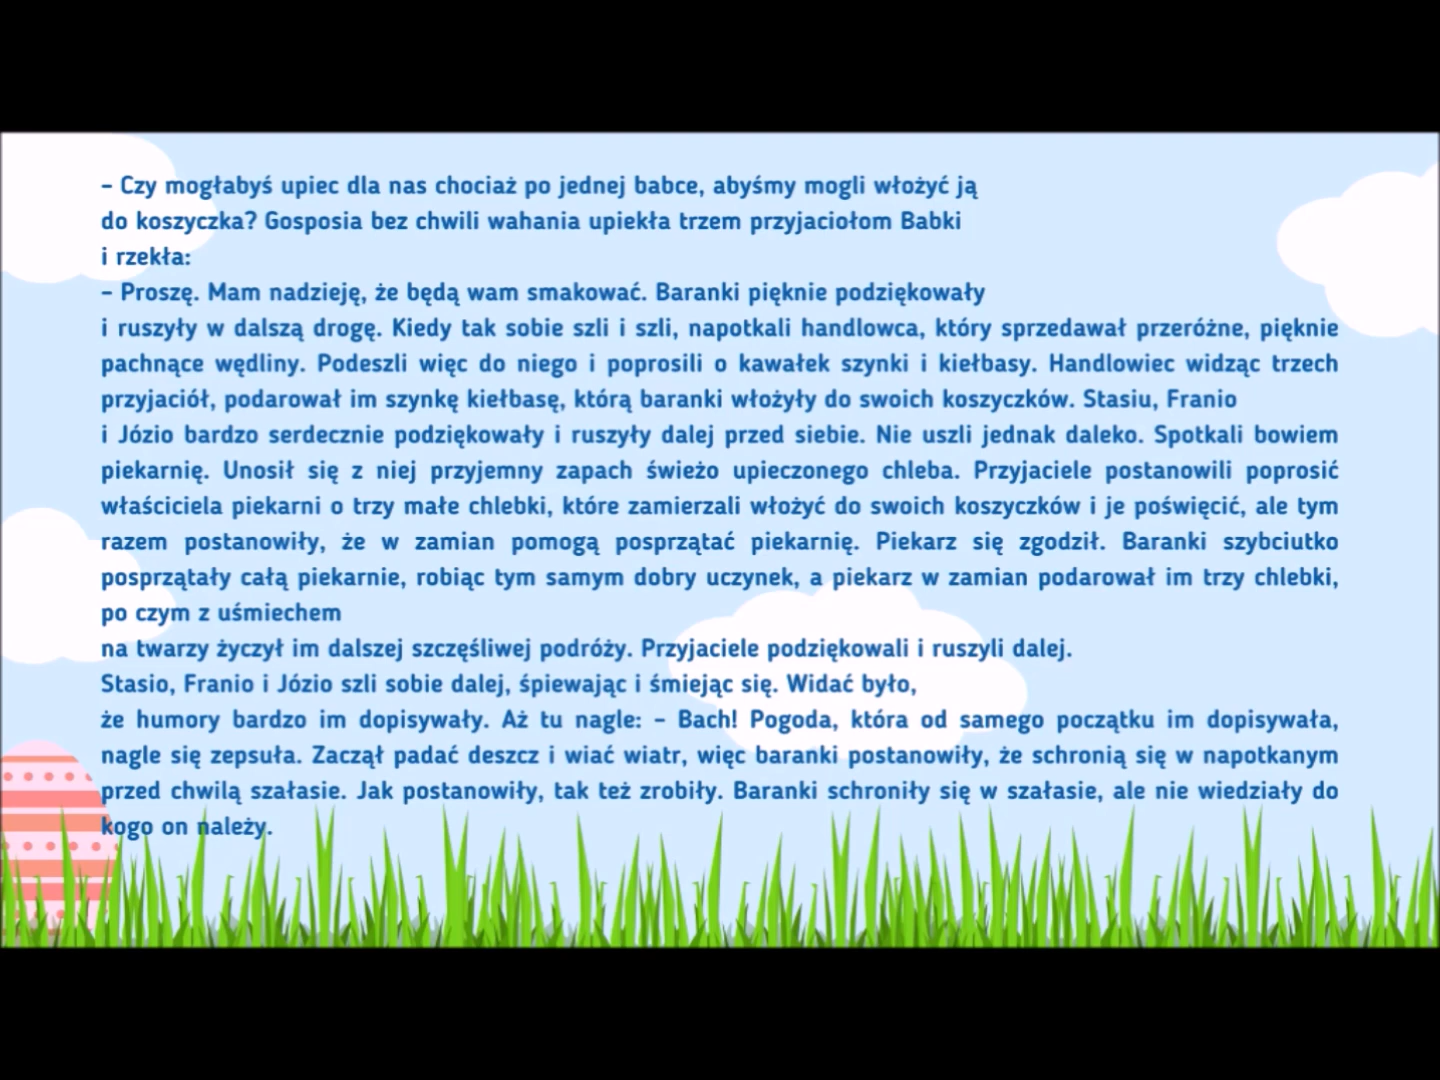 – Czy mogłabyś upiec dla nas chociaż po jednej babce, abyśmy mogli włożyć ją
do koszyczka? Gosposia bez chwili wahania upiekła trzem przyjaciołom Babki
i rzekła:
– Proszę. Mam nadzieję, że będą wam smakować. Baranki pięknie podziękowały
i ruszyły w dalszą drogę. Kiedy tak sobie szli i szli, napotkali handlowca, który sprzedawał przeróżne, pięknie
pachnące wędliny. Podeszli więc do niego i poprosili o kawałek szynki i kiełbasy. Handlowiec widząc trzech
przyjaciół, podarował im szynkę kiełbasę, którą baranki włożyły do swoich koszyczków. Stasiu, Franio
i Józio bardzo serdecznie podziękowały i ruszyły dalej przed siebie. Nie uszli jednak daleko. Spotkali bowiem
piekarnię. Unosił się z niej przyjemny zapach świeżo upieczonego chleba. Przyjaciele postanowili poprosić
właściciela piekarni o trzy małe chlebki, które zamierzali włożyć do swoich koszyczków i je poświęcić, ale tym
razem postanowiły, że w zamian pomogą posprzątać piekarnię. Piekarz się zgodził. Baranki szybciutko
posprzątały całą piekarnie, robiąc tym samym dobry uczynek, a piekarz w zamian podarował im trzy chlebki,
po czym z uśmiechem
na twarzy życzył im dalszej szczęśliwej podróży. Przyjaciele podziękowali i ruszyli dalej.
Stasio, Franio i Józio szli sobie dalej, śpiewając i śmiejąc się. Widać było,
że humory bardzo im dopisywały. Aż tu nagle: – Bach! Pogoda, która od samego początku im dopisywała,
nagle się zepsuła. Zaczął padać deszcz i wiać wiatr, więc baranki postanowiły, że schronią się w napotkanym
przed chwilą szałasie. Jak postanowiły, tak też zrobiły. Baranki schroniły się w szałasie, ale nie wiedziały do
kogo on należy.